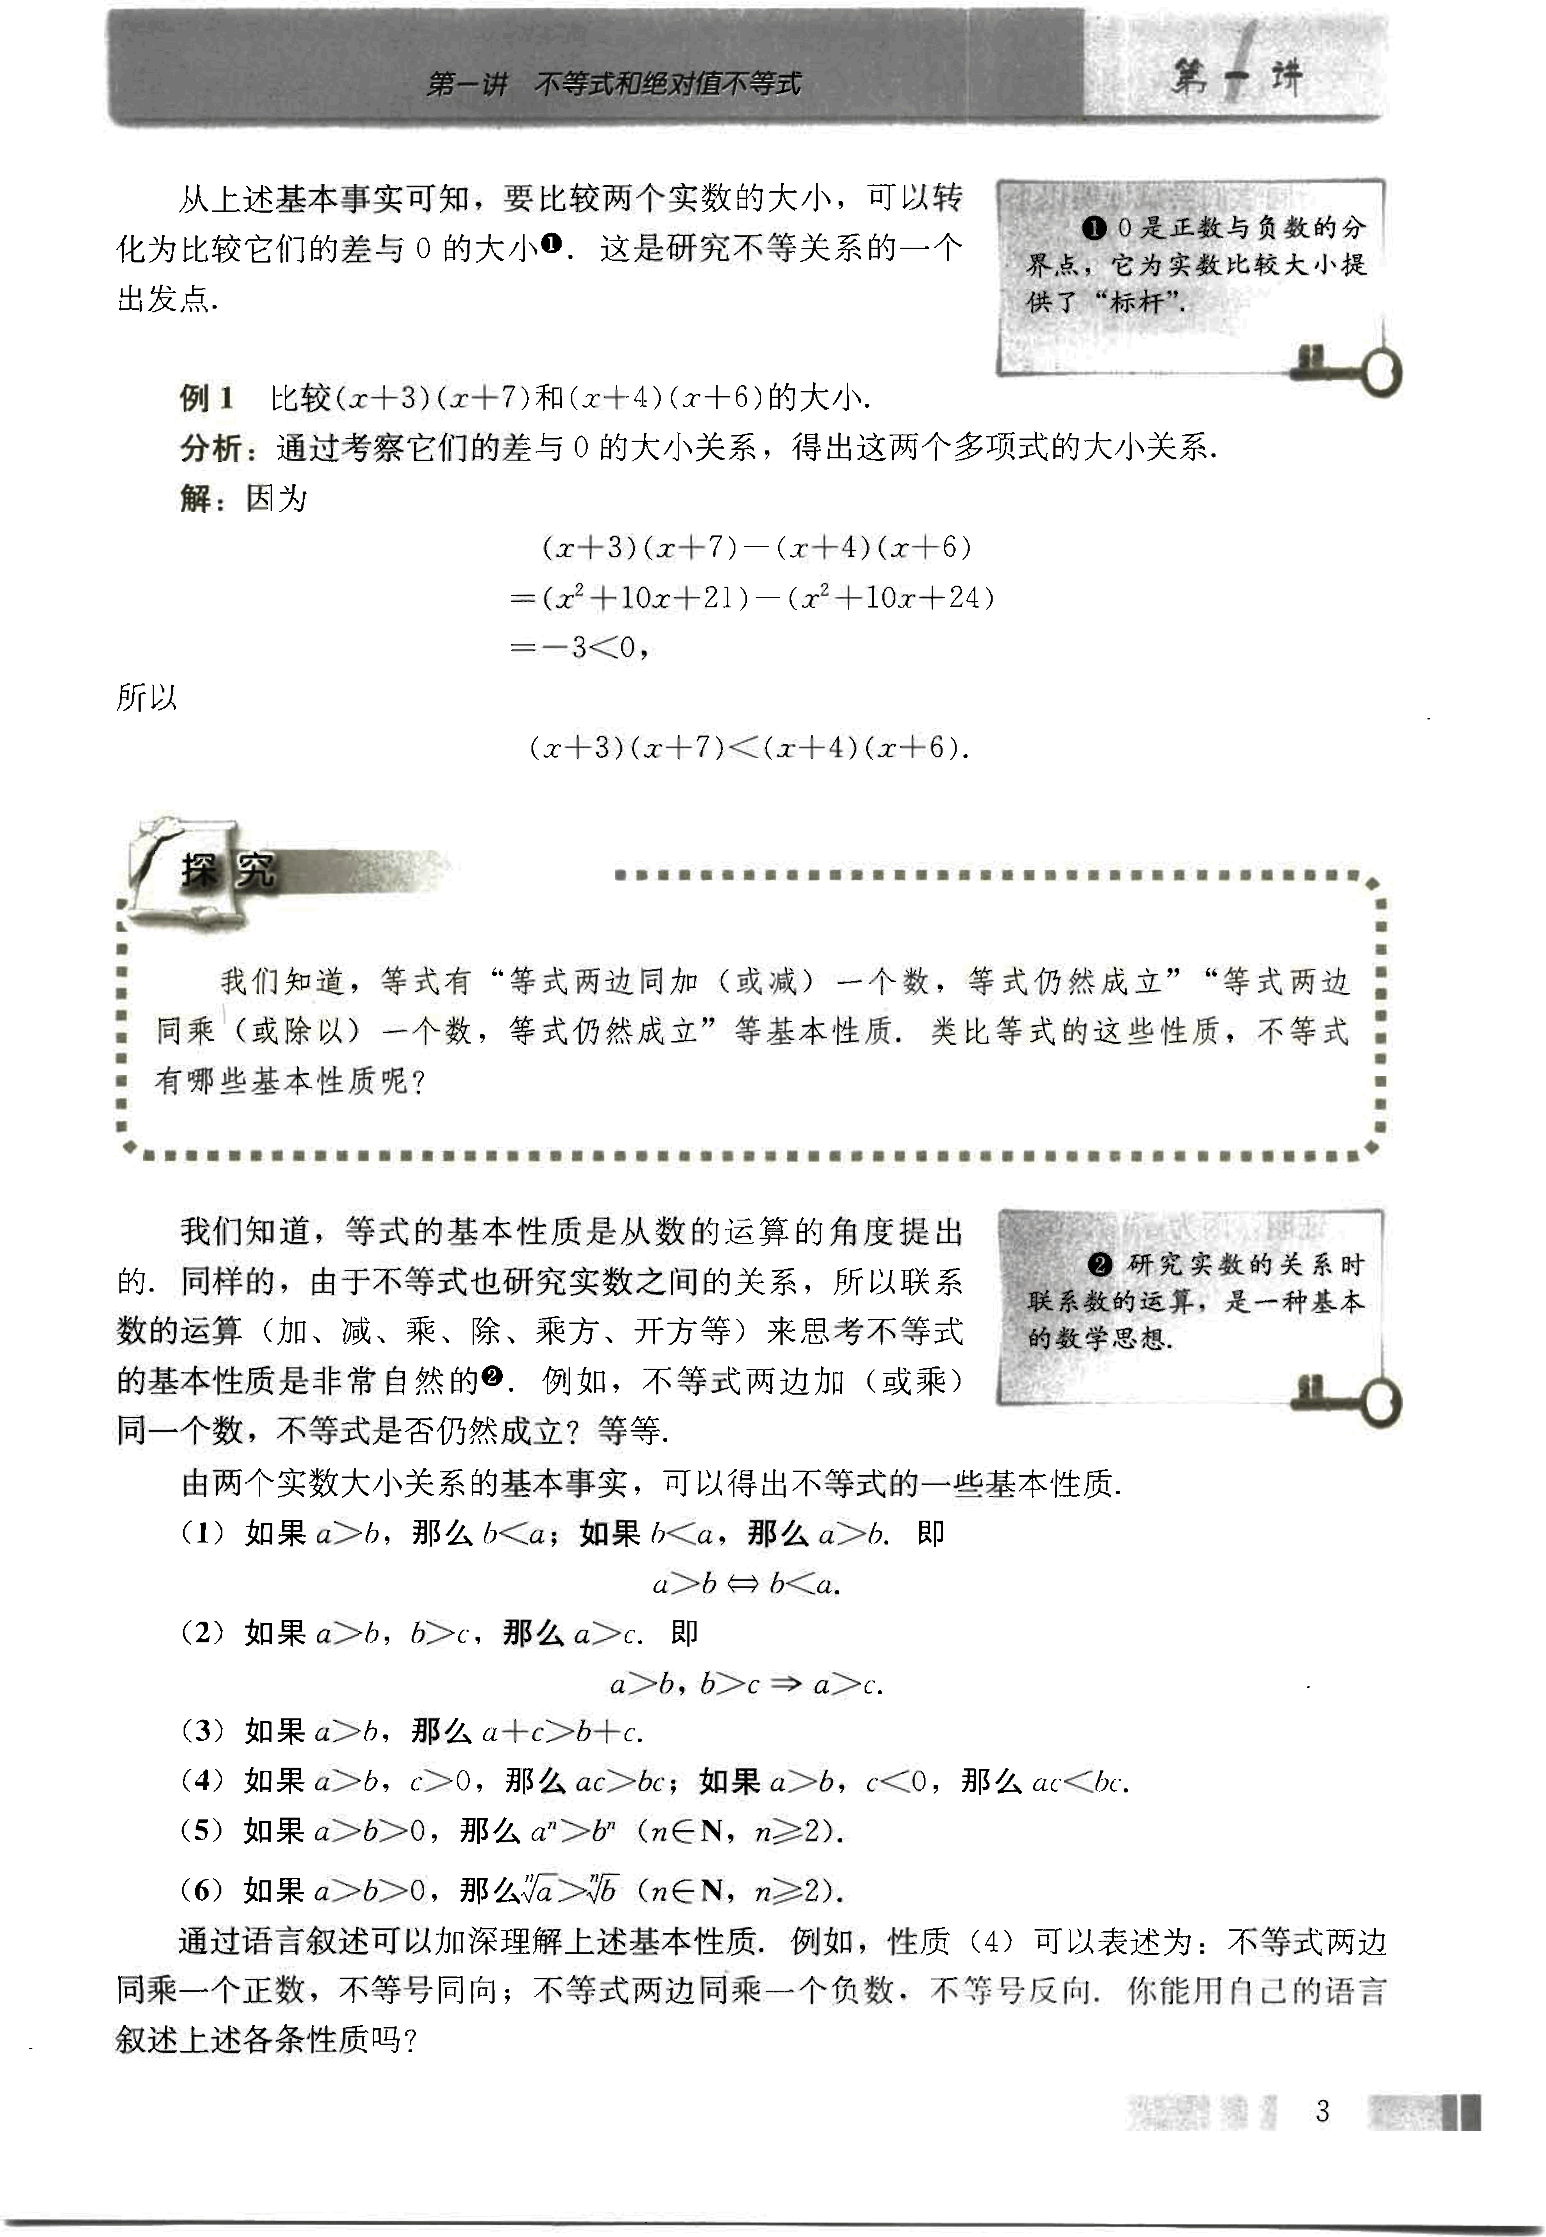 第一讲 不等式和绝对值不等式
第一讲
从上述基本事实可知，要比较两个实数的大小，可以转
化为比较它们的差与 0 的大小❶．这是研究不等关系的一个
出发点．
❶ 0 是正数与负数的分
界点，它为实数比较大小提
供了“标杆”．
例 1 比较(x+3)(x+7)和(x+4)(x+6)的大小．
分析：通过考察它们的差与 0 的大小关系，得出这两个多项式的大小关系．
解：因为
(x+3)(x+7)－(x+4)(x+6)
=(x²+10x+21)－(x²+10x+24)
=－3<0，
所以
(x+3)(x+7)<(x+4)(x+6)．
探究
我们知道，等式有“等式两边同加（或减）一个数，等式仍然成立”“等式两边
同乘（或除以）一个数，等式仍然成立”等基本性质．类比等式的这些性质，不等式
有哪些基本性质呢？
我们知道，等式的基本性质是从数的运算的角度提出
的．同样的，由于不等式也研究实数之间的关系，所以联系
数的运算（加、减、乘、除、乘方、开方等）来思考不等式
的基本性质是非常自然的❷．例如，不等式两边加（或乘）
同一个数，不等式是否仍然成立？等等．
❷ 研究实数的关系时
联系数的运算，是一种基本
的数学思想．
由两个实数大小关系的基本事实，可以得出不等式的一些基本性质．
（1）如果 a>b，那么 b<a；如果 b<a，那么 a>b．即
a>b⇔b<a．
（2）如果 a>b，b>c，那么 a>c．即
a>b，b>c⇒a>c．
（3）如果 a>b，那么 a+c>b+c．
（4）如果 a>b，c>0，那么 ac>bc；如果 a>b，c<0，那么 ac<bc．
（5）如果 a>b>0，那么 aⁿ>bⁿ（n∈N，n≥2）．
（6）如果 a>b>0，那么 ⁿ√a>ⁿ√b（n∈N，n≥2）．
通过语言叙述可以加深理解上述基本性质．例如，性质（4）可以表述为：不等式两边
同乘一个正数，不等号同向；不等式两边同乘一个负数，不等号反向．你能用自己的语言
叙述上述各条性质吗？
3